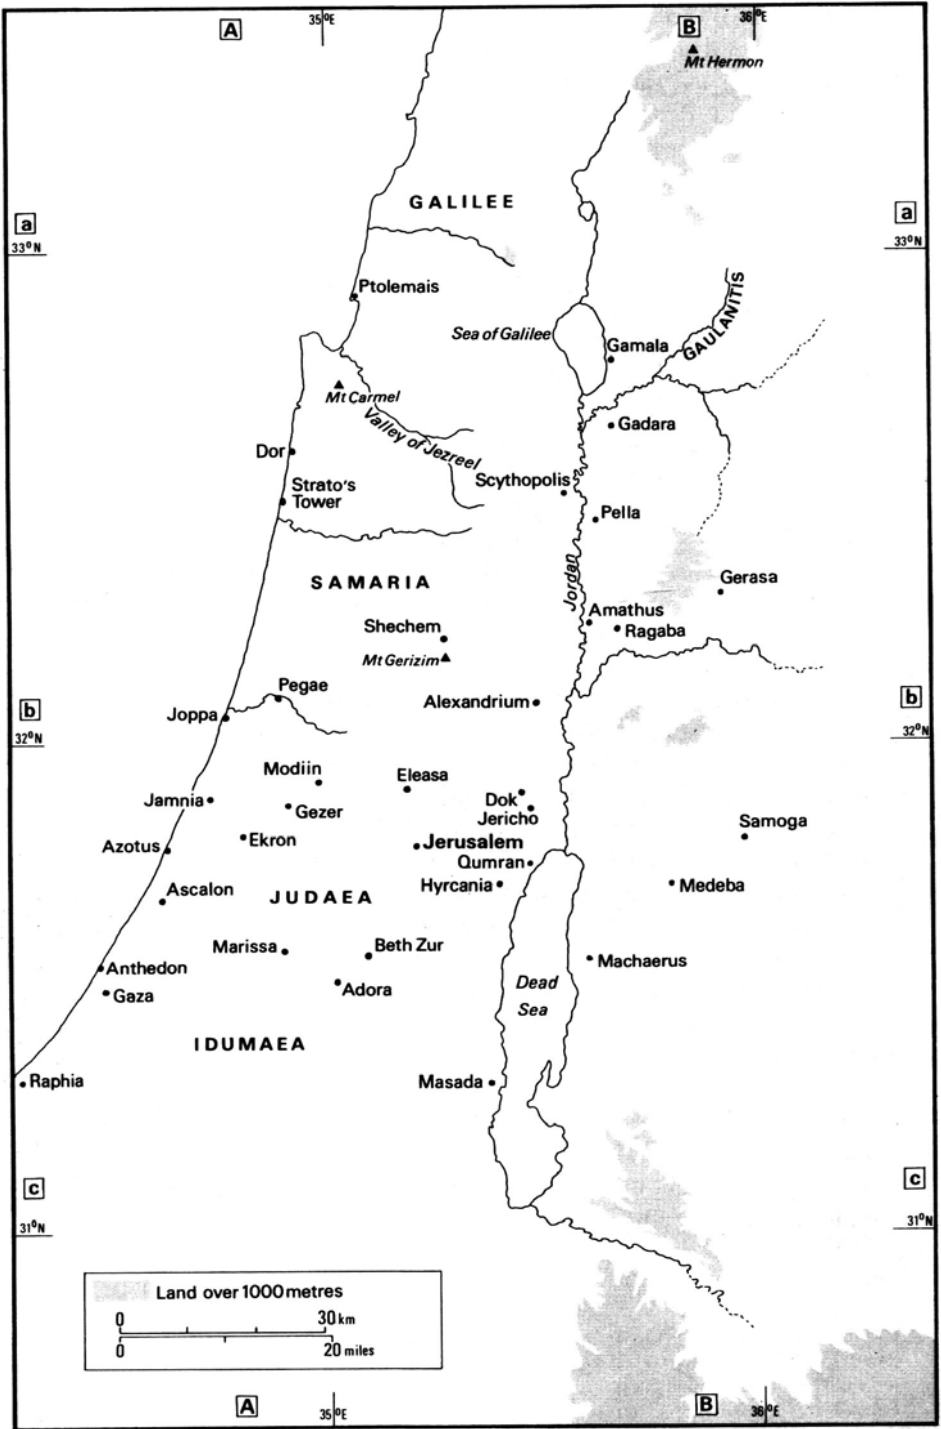 A
35°E
B
36°E
Mt Hermon
GALILEE
a
a
33°N
33°N
Ptolemais
GAULANITIS
Sea of Galilee
Gamala
Mt Carmel
Valley of Jezreel
Gadara
Dor
Scythopolis
Strato's
Tower
Pella
Jordan
SAMARIA
Gerasa
Amathus
Shechem
Ragaba
Mt Gerizim
Pegae
Alexandrium
b
b
Joppa
32°N
32°N
Modiin
Eleasa
Jamnia
Dok
Gezer
Jericho
Samoga
Ekron
Jerusalem
Azotus
Qumran
Ascalon
Hyrcania
Medeba
JUDAEA
Marissa
Beth Zur
Anthedon
Machaerus
Gaza
Adora
Dead
Sea
IDUMAEA
Raphia
Masada
c
c
31°N
31°N
Land over 1000 metres
0
30 km
0
20 miles
A
35°E
B
36°E